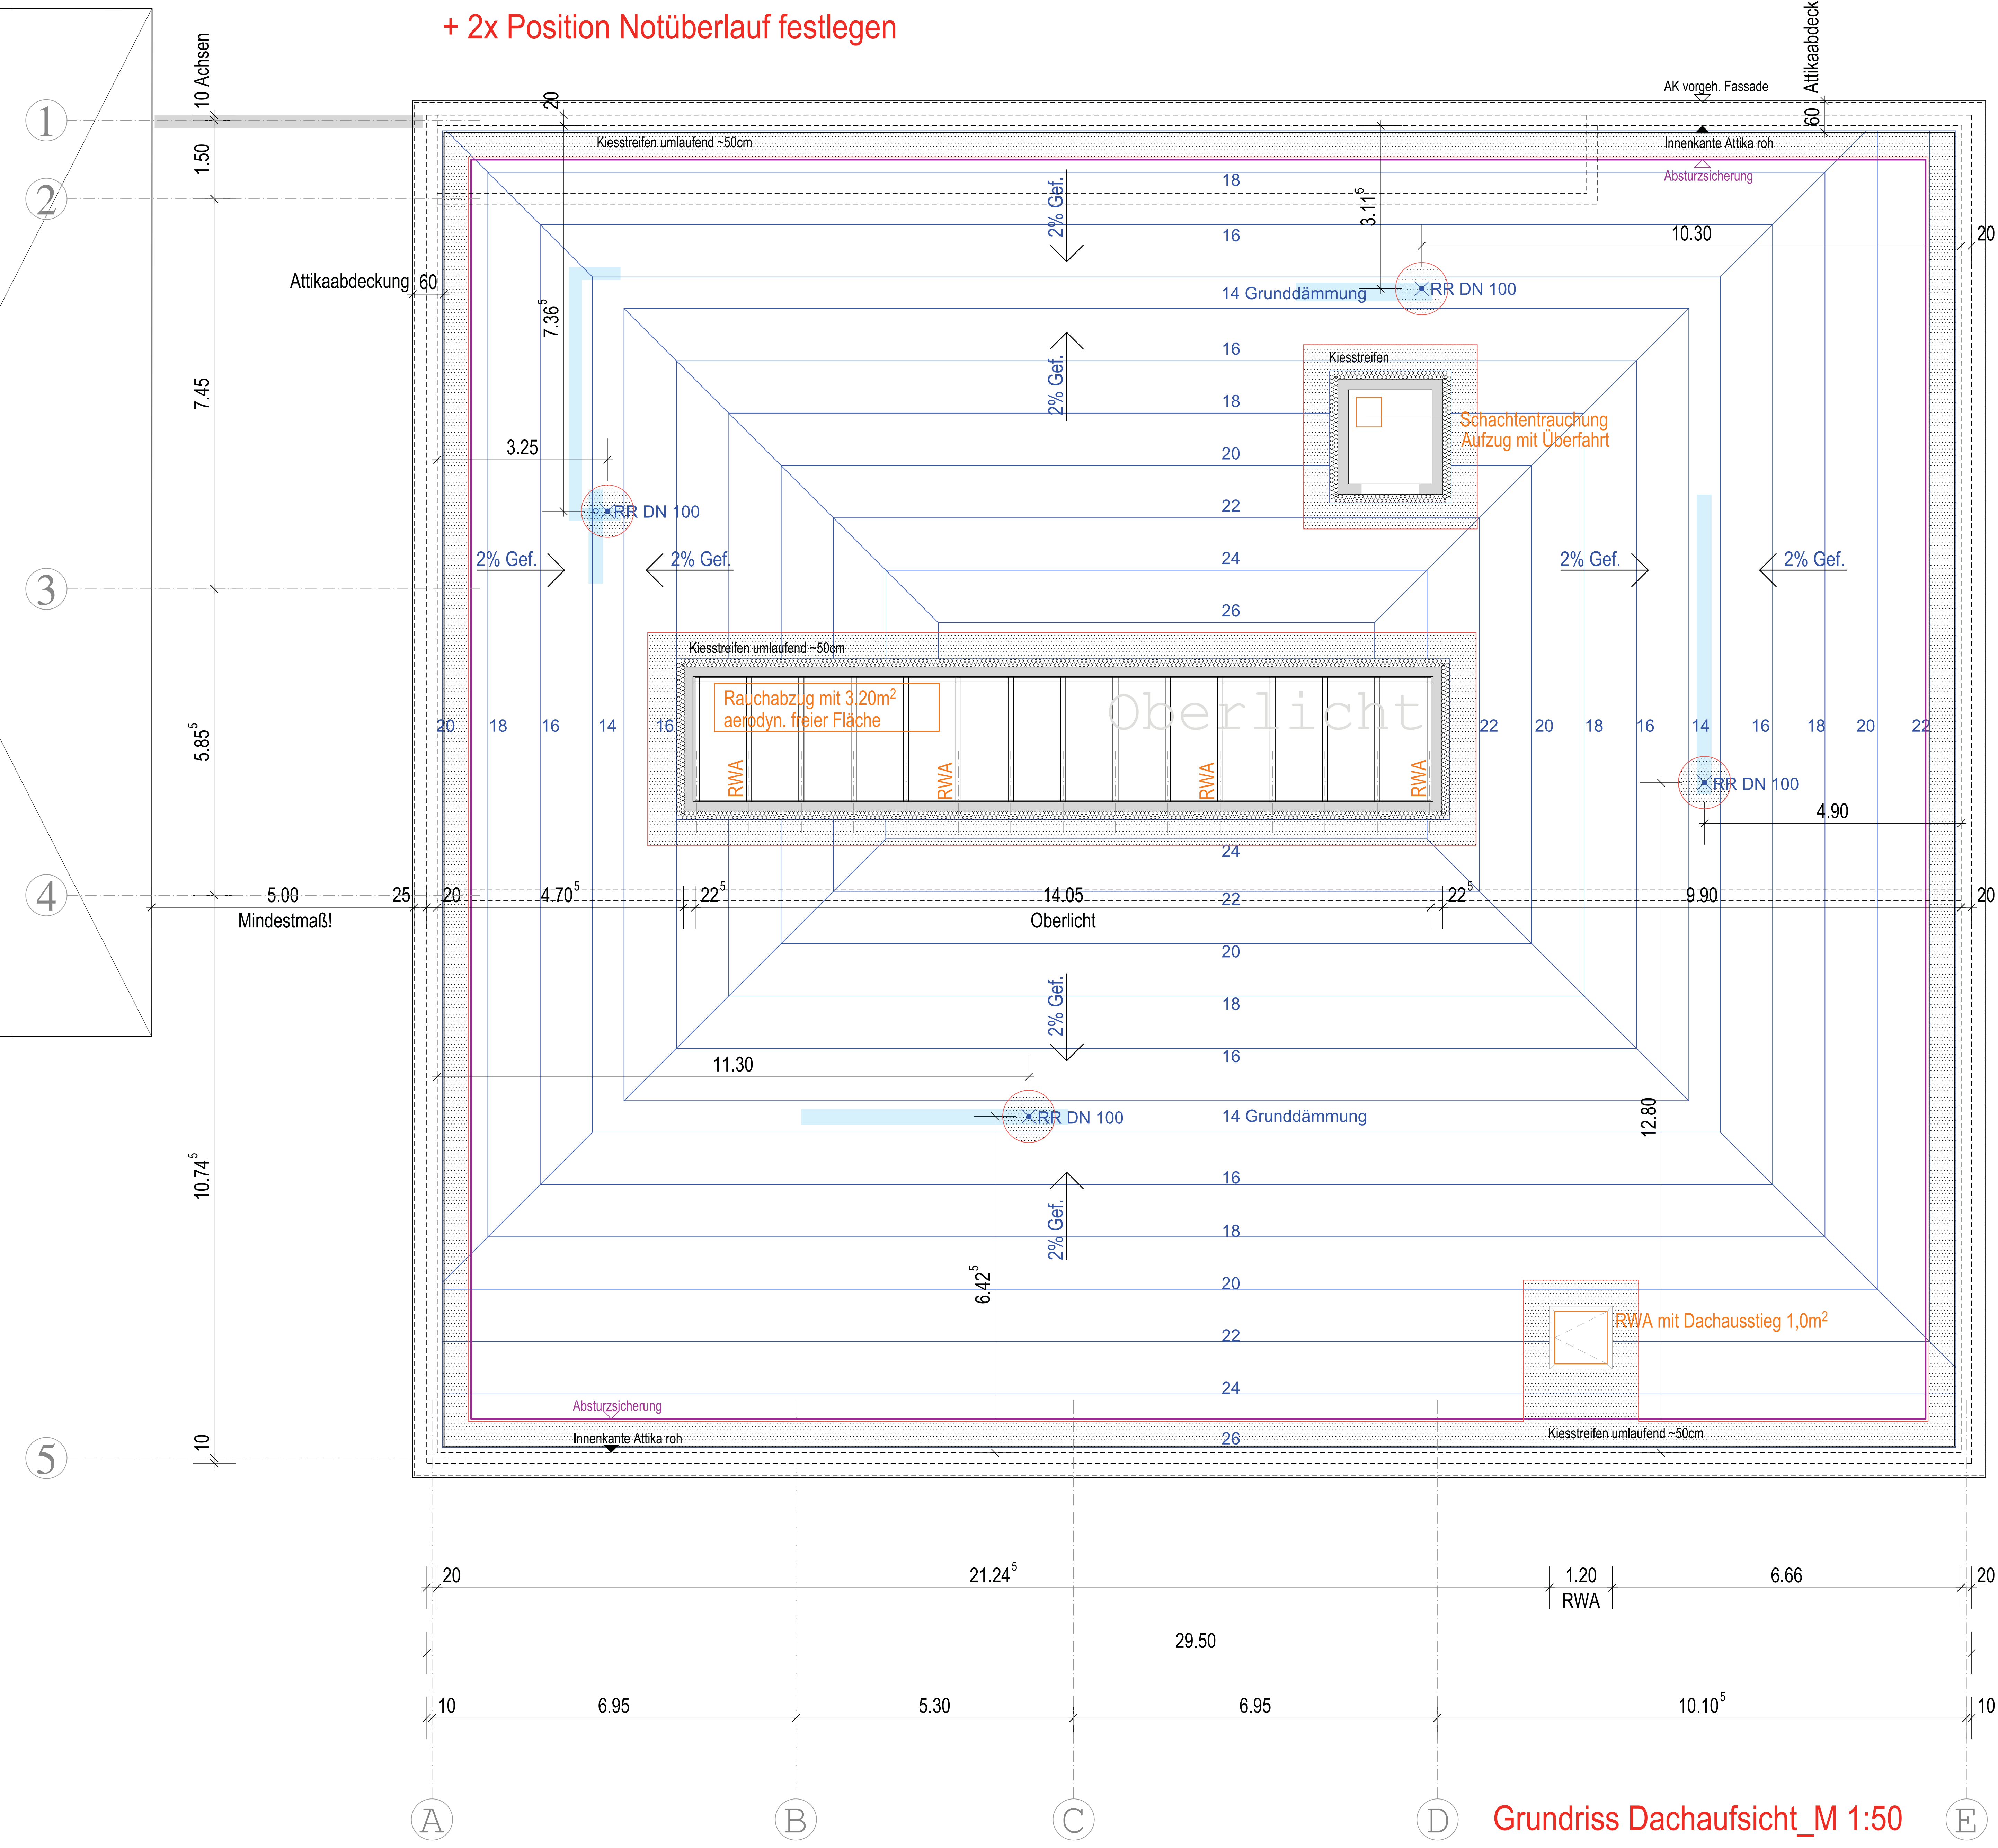 + 2x Position Notüberlauf festlegen
10 Achsen
1.50
7.45
5.85⁵
10.74⁵
10
1
2
3
4
5
20
Kiesstreifen umlaufend ~50cm
AK vorgeh. Fassade
Innenkante Attika roh
Absturzsicherung
60 Attikaabdeck
18
2% Gef.
3.11⁵
16
10.30
20
Attikaabdeckung 60
7.36⁵
14 Grunddämmung
RR DN 100
2% Gef.
16
Kiesstreifen
18
Schachtentrauchung
Aufzug mit Überfahrt
3.25
20
RR DN 100
22
2% Gef.
2% Gef.
24
2% Gef.
2% Gef.
26
Kiesstreifen umlaufend ~50cm
Rauchabzug mit 3,20m²
aerodyn. freier Fläche
Oberlicht
20
18
16
14
16
22
20
18
16
14
16
18
20
22
RWA
RWA
RWA
RWA
RR DN 100
4.90
24
5.00
Mindestmaß!
25
20
4.70⁵
22⁵
14.05
Oberlicht
22
22⁵
9.90
20
20
2% Gef.
18
16
11.30
RR DN 100
14 Grunddämmung
12.80
16
2% Gef.
18
6.42⁵
20
22
RWA mit Dachausstieg 1,0m²
24
Absturzsicherung
Innenkante Attika roh
26
Kiesstreifen umlaufend ~50cm
20
21.24⁵
1.20
RWA
6.66
20
29.50
10
6.95
5.30
6.95
10.10⁵
10
A
B
C
D
E
Grundriss Dachaufsicht_M 1:50